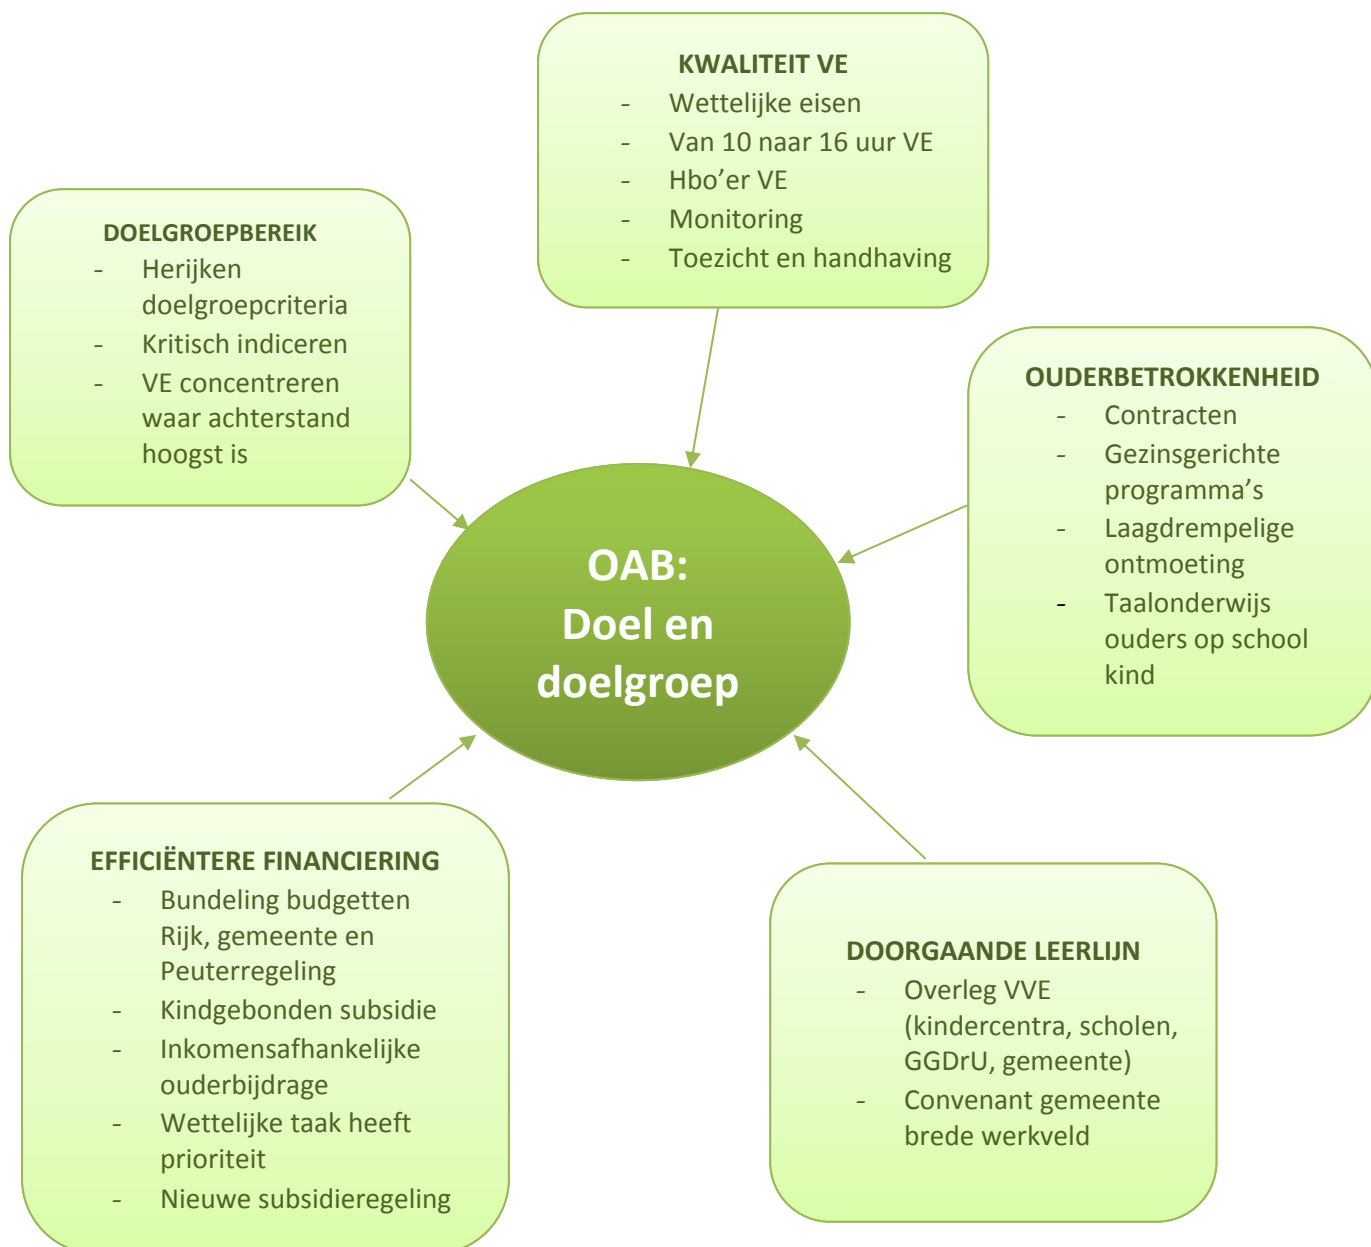 KWALITEIT VE
- Wettelijke eisen
- Van 10 naar 16 uur VE
- Hbo’er VE
- Monitoring
- Toezicht en handhaving
DOELGROEPBEREIK
- Herijken
doelgroepcriteria
- Kritisch indiceren
- VE concentreren
waar achterstand
hoogst is
OUDERBETROKKENHEID
- Contracten
- Gezinsgerichte
programma’s
- Laagdrempelige
ontmoeting
- Taalonderwijs
ouders op school
kind
OAB:
Doel en
doelgroep
EFFICIËNTERE FINANCIERING
- Bundeling budgetten
Rijk, gemeente en
Peuterregeling
- Kindgebonden subsidie
- Inkomensafhankelijke
ouderbijdrage
- Wettelijke taak heeft
prioriteit
- Nieuwe subsidieregeling
DOORGAANDE LEERLIJN
- Overleg VVE
(kindercentra, scholen,
GGDrU, gemeente)
- Convenant gemeente
brede werkveld